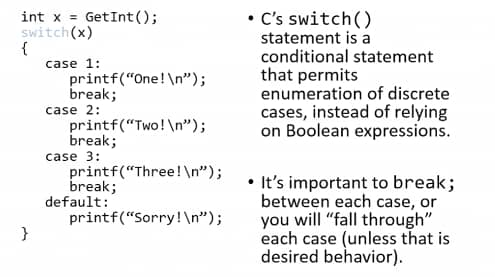 int x = GetInt();
switch(x)
{
case 1:
printf(“One!\n”);
break;
case 2:
printf(“Two!\n”);
break;
case 3:
printf(“Three!\n”);
break;
default:
printf(“Sorry!\n”);
}
• C’s switch()
statement is a
conditional statement
that permits
enumeration of discrete
cases, instead of relying
on Boolean expressions.
• It’s important to break;
between each case, or
you will “fall through”
each case (unless that is
desired behavior).